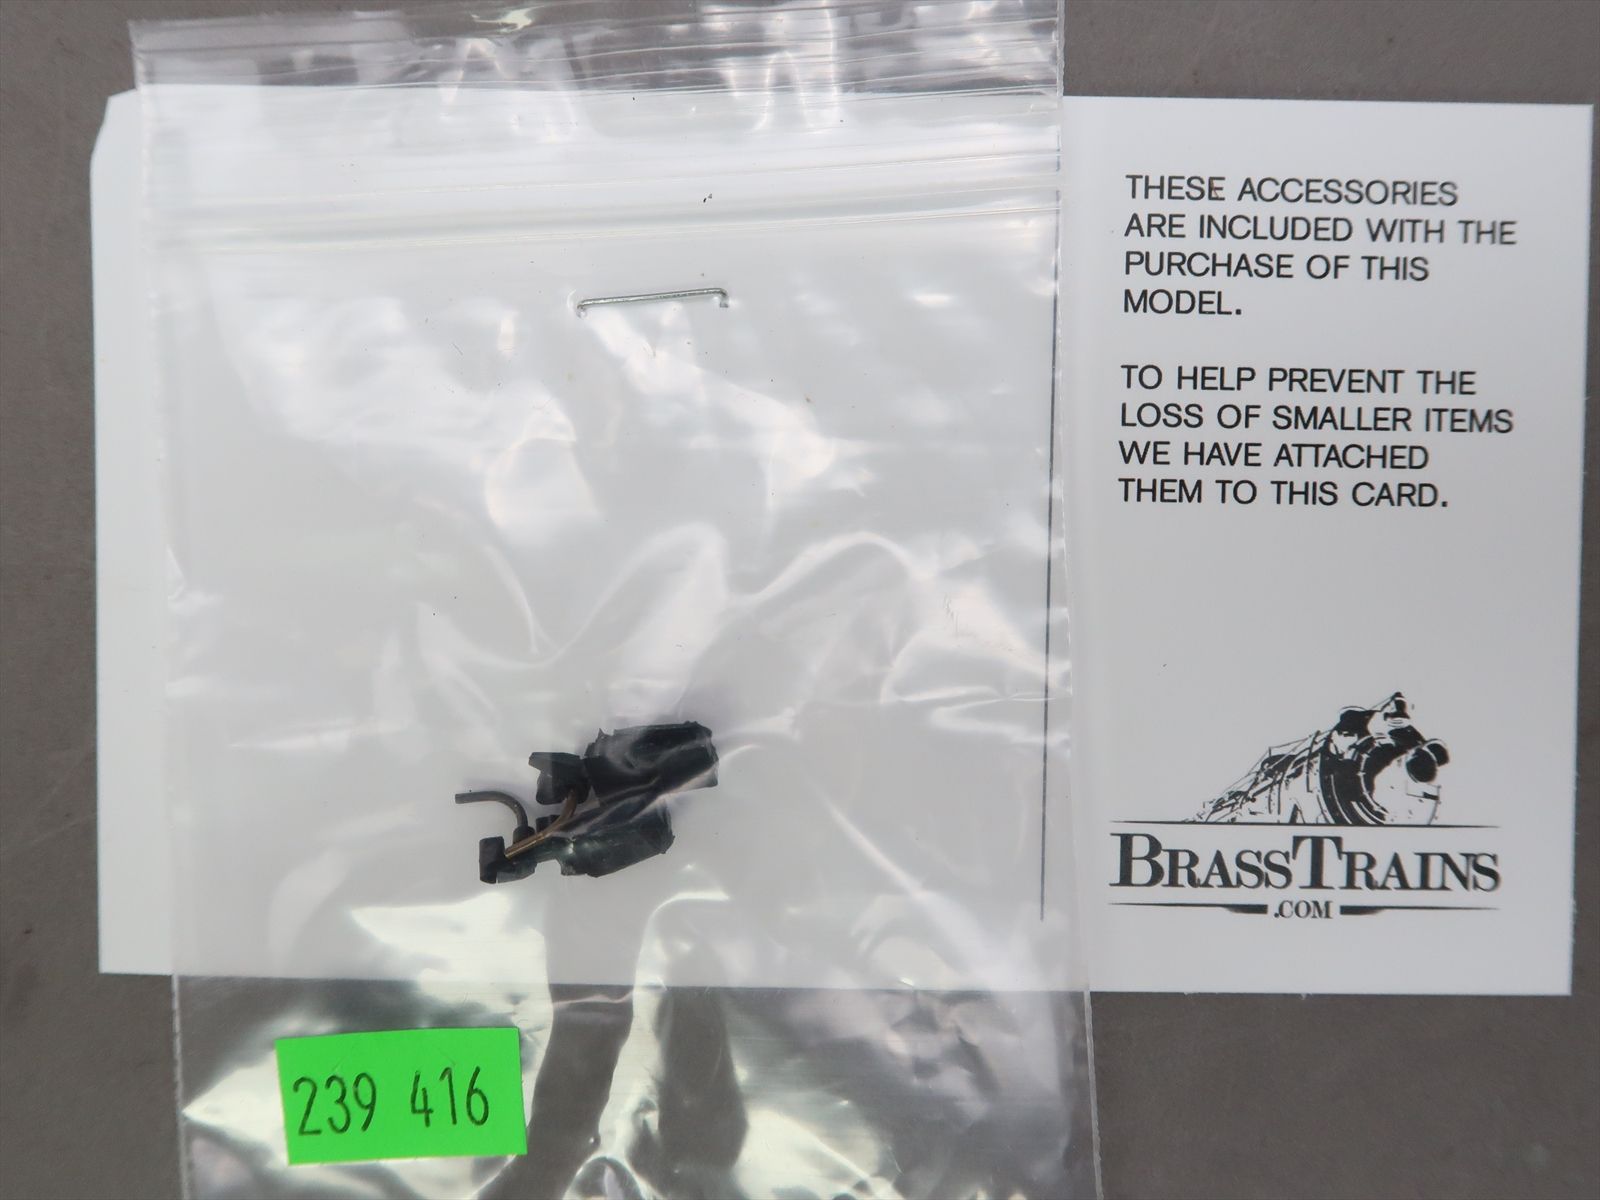 THESE ACCESSORIES
ARE INCLUDED WITH THE
PURCHASE OF THIS
MODEL.
TO HELP PREVENT THE
LOSS OF SMALLER ITEMS
WE HAVE ATTACHED
THEM TO THIS CARD.
BRASSTRAINS
.COM
239 416